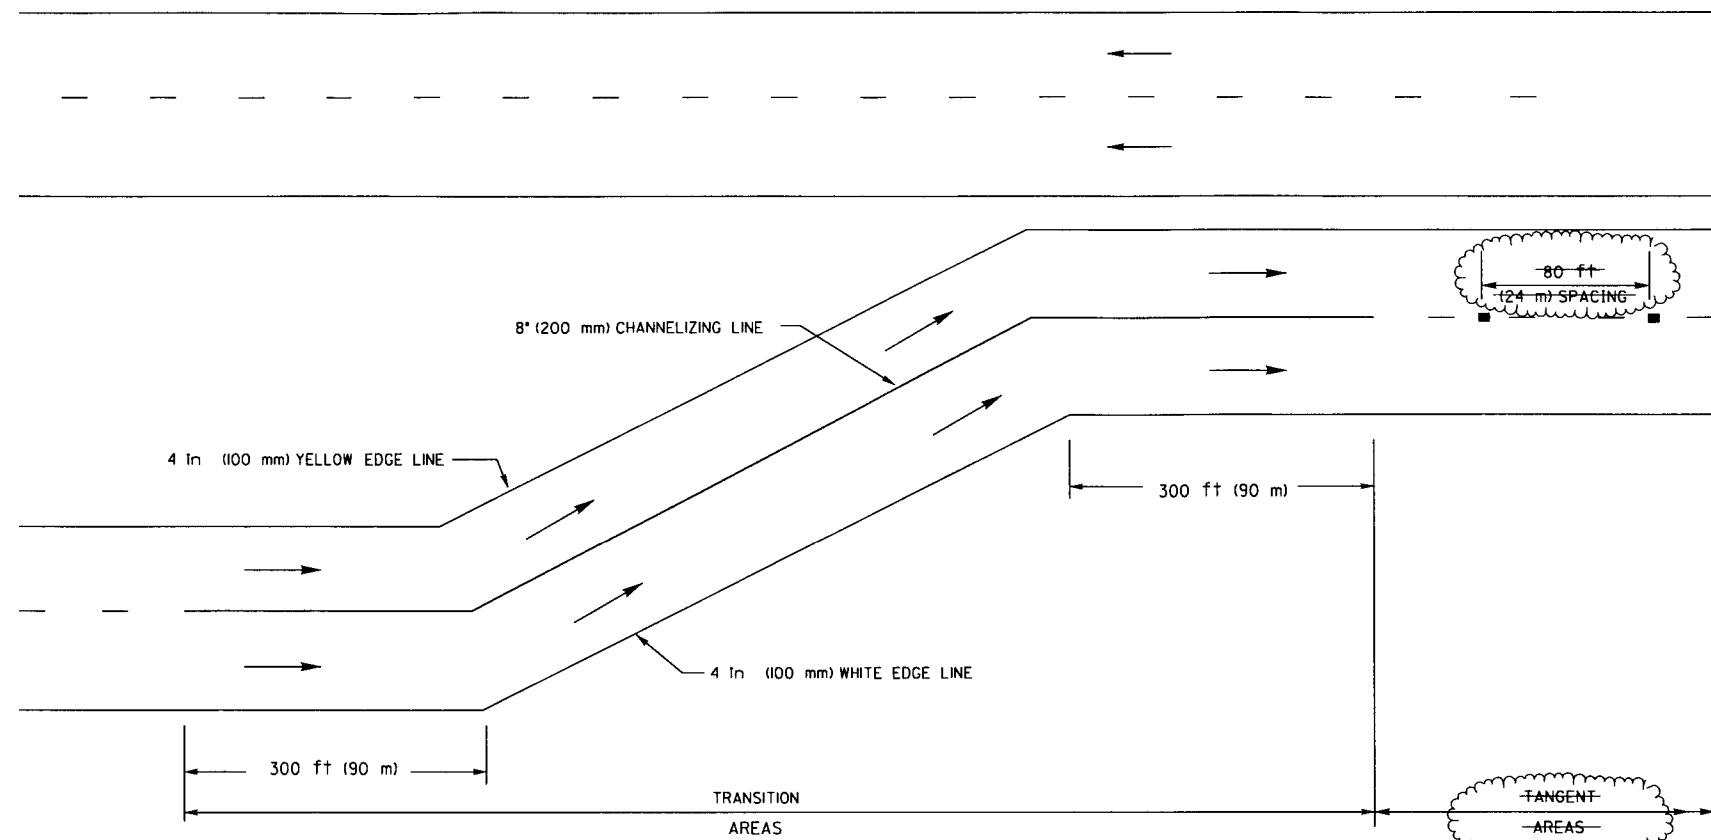 80 ft
(24 m) SPACING
8" (200 mm) CHANNELIZING LINE
4 In (100 mm) YELLOW EDGE LINE
300 ft (90 m)
4 In (100 mm) WHITE EDGE LINE
300 ft (90 m)
TRANSITION
AREAS
TANGENT
AREAS